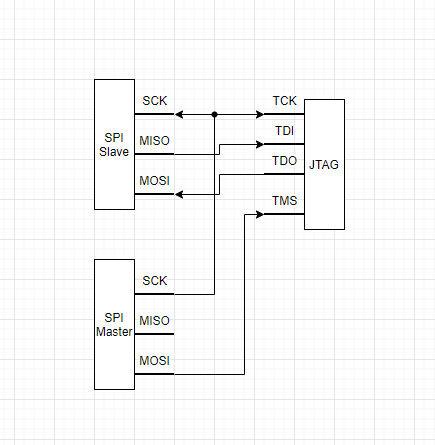 SCK
MISO
MOSI
SPI
Slave
TCK
TDI
TDO
TMS
JTAG
SCK
MISO
MOSI
SPI
Master